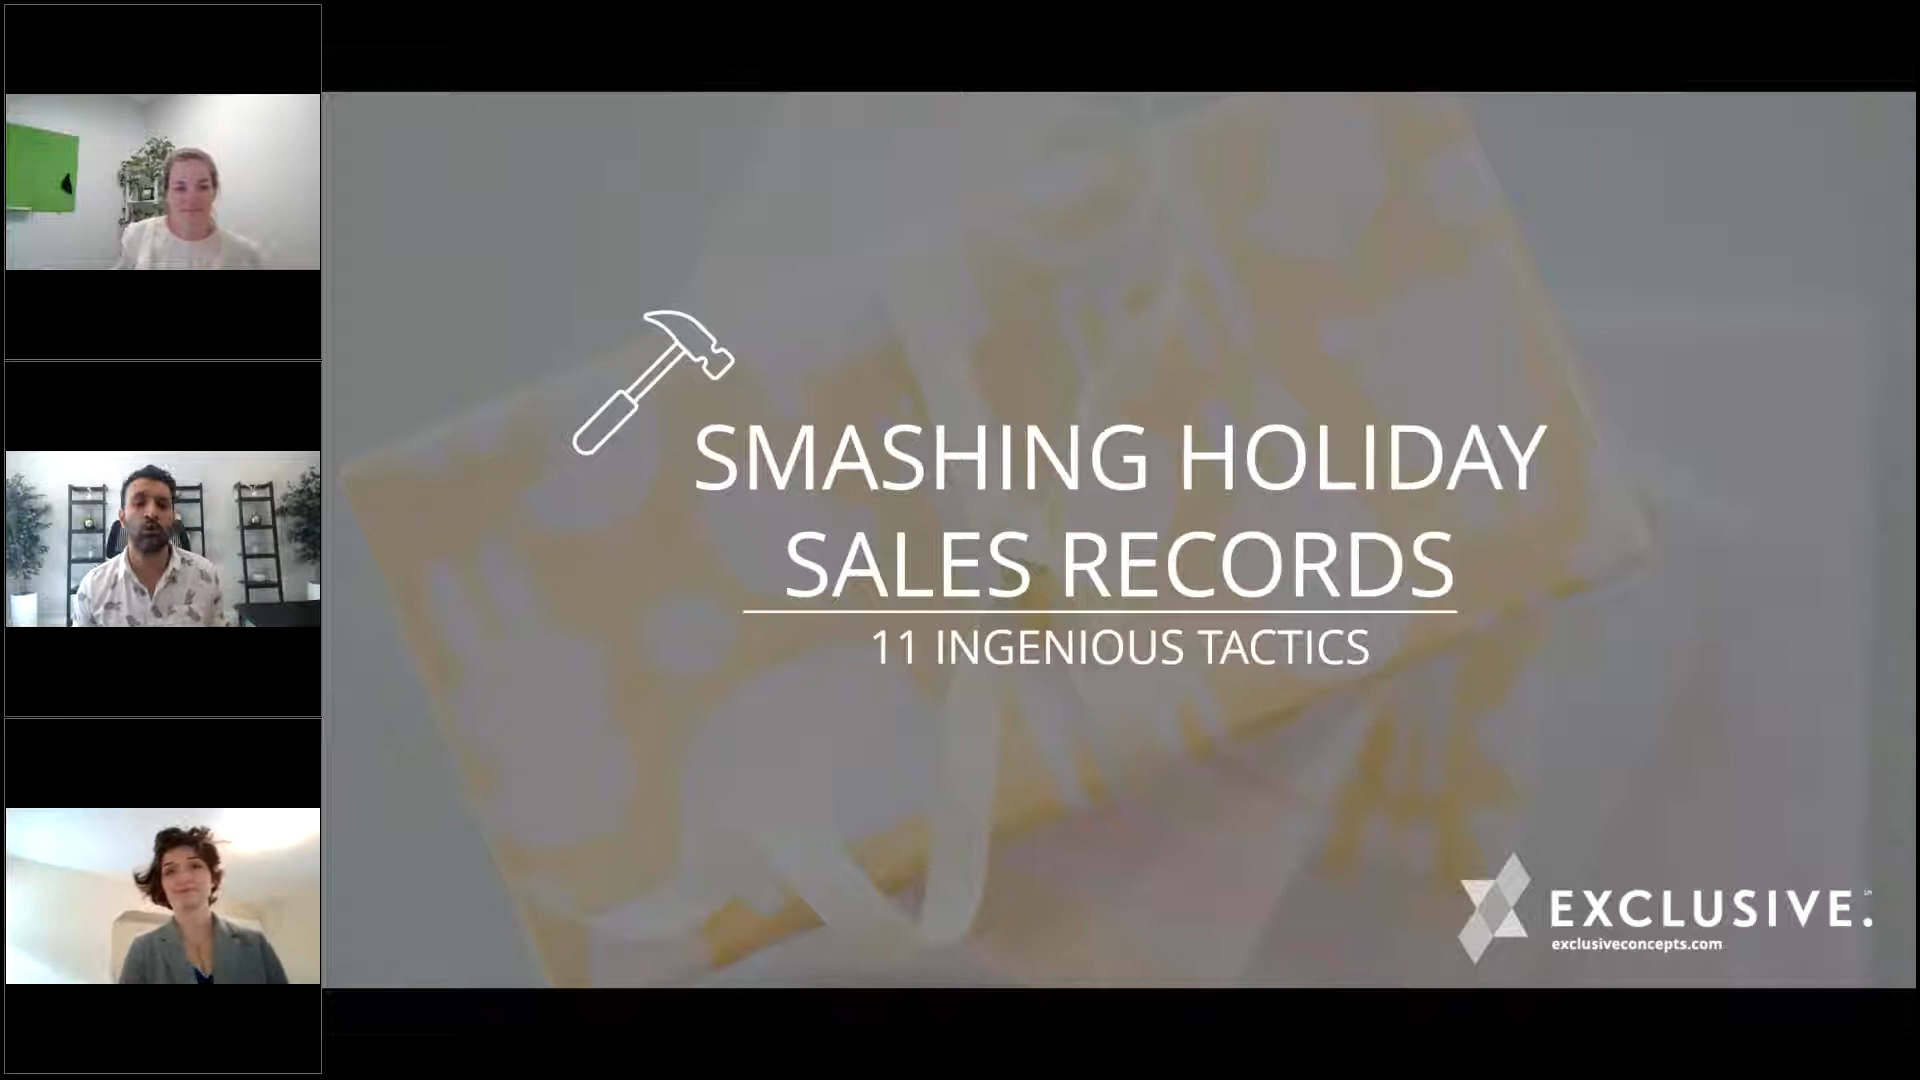 SMASHING HOLIDAY
SALES RECORDS
11 INGENIOUS TACTICS
EXCLUSIVE.
exclusiveconcepts.com